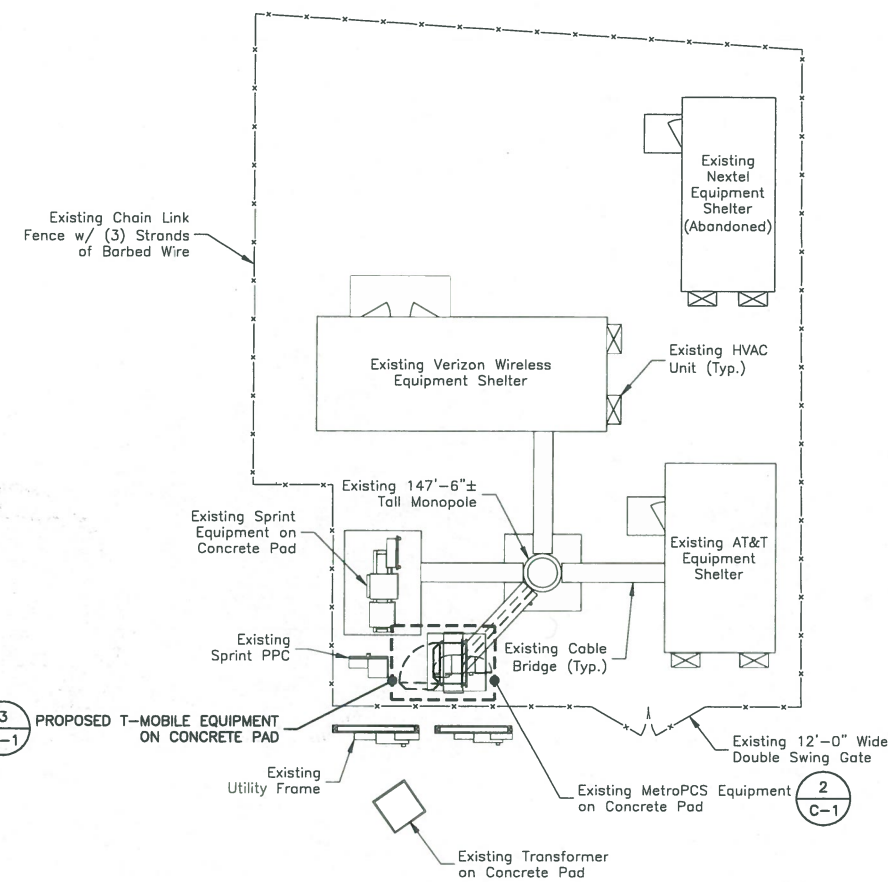 Existing
Nextel
Equipment
Shelter
(Abandoned)
Existing Chain Link
Fence w/ (3) Strands
of Barbed Wire
Existing Verizon Wireless
Equipment Shelter
Existing HVAC
Unit (Typ.)
Existing 147'-6"±
Tall Monopole
Existing Sprint
Equipment on
Concrete Pad
Existing AT&T
Equipment
Shelter
Existing
Sprint PPC
Existing Cable
Bridge (Typ.)
3
-1
PROPOSED T-MOBILE EQUIPMENT
ON CONCRETE PAD
Existing 12'-0" Wide
Double Swing Gate
Existing
Utility Frame
Existing MetroPCS Equipment
on Concrete Pad
2
C-1
Existing Transformer
on Concrete Pad